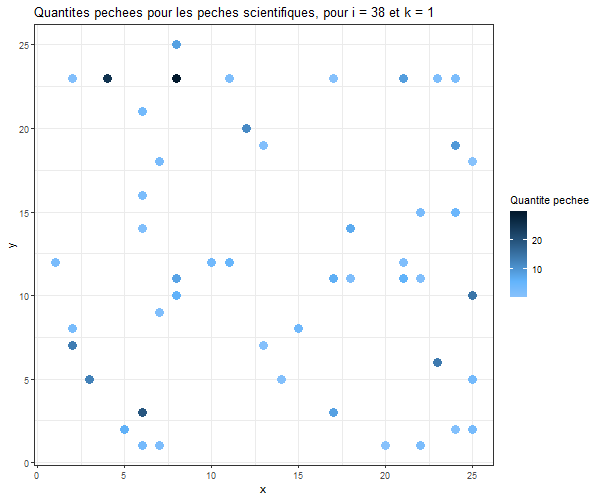 Quantites pechees pour les peches scientifiques, pour i = 38 et k = 1
25
20
15
10
5
0
y
0 5 10 15 20 25
x
Quantite pechee
20
10